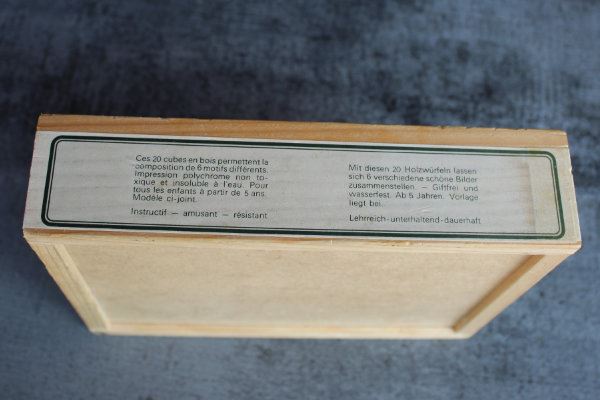 Ces 20 cubes en bois permettent la
composition de 6 motifs différents.
Impression polychrome non to-
xique et insoluble à l'eau. Pour
tous les enfants à partir de 5 ans.
Modèle ci-joint.
Instructif – amusant – résistant
Mit diesen 20 Holzwürfeln lassen
sich 6 verschiedene schöne Bilder
zusammenstellen. – Giftfrei und
wasserfest. Ab 5 Jahren. Vorlage
liegt bei.
Lehrreich-unterhaltend-dauerhaft